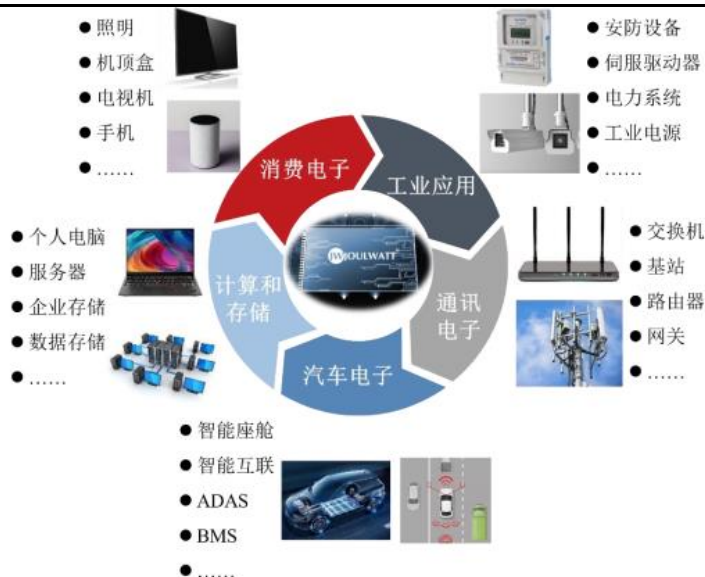 ● 照明
● 机顶盒
● 电视机
● 手机
● ......
● 安防设备
● 伺服驱动器
● 电力系统
● 工业电源
● ......
消费电子
工业应用
JOULWATT
● 个人电脑
● 服务器
● 企业存储
● 数据存储
● ......
计算和
存储
通讯
电子
● 交换机
● 基站
● 路由器
● 网关
● ......
汽车电子
● 智能座舱
● 智能互联
● ADAS
● BMS
● ......